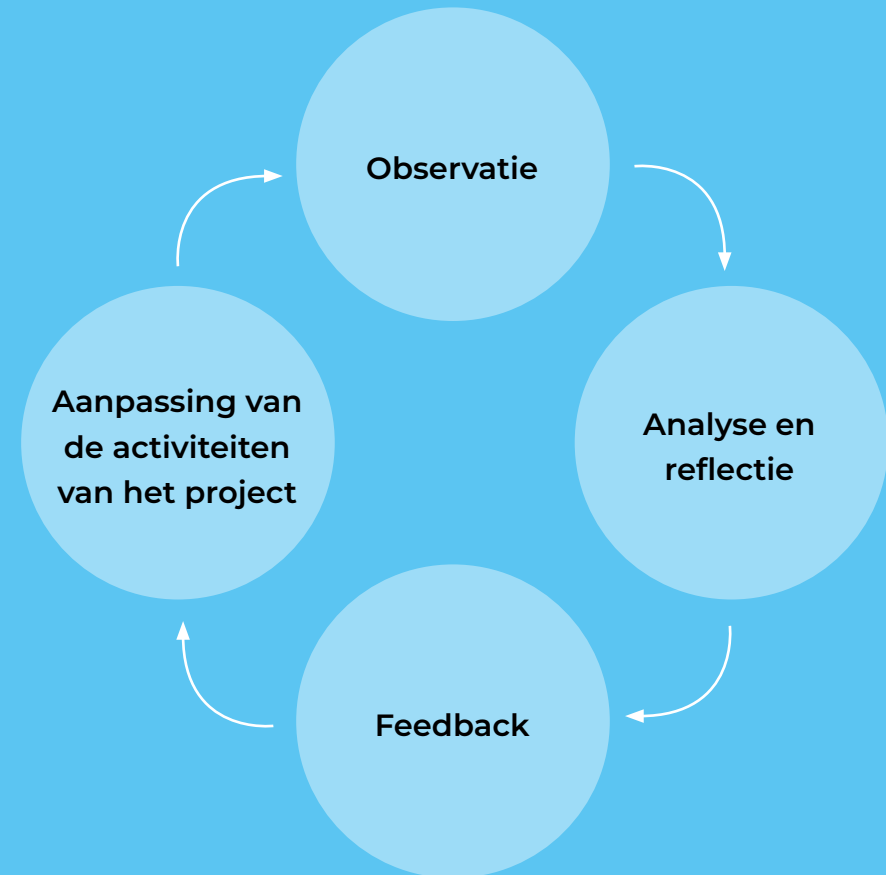 Observatie
Analyse en
reflectie
Feedback
Aanpassing van
de activiteiten
van het project